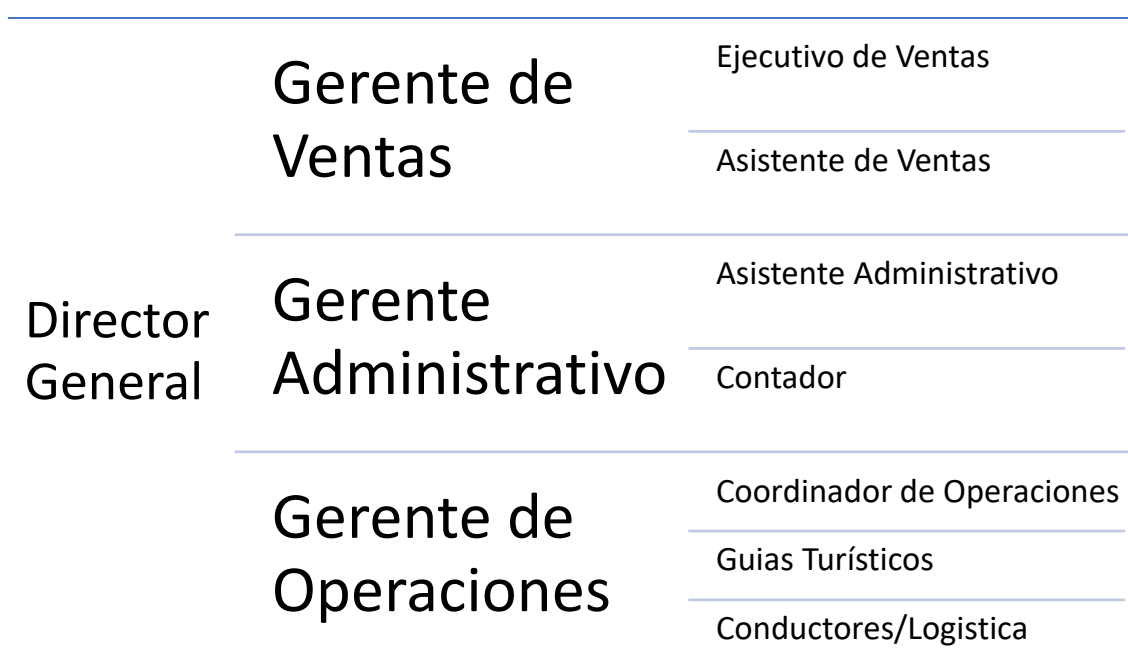 Director
General
Gerente de
Ventas
Ejecutivo de Ventas
Asistente de Ventas
Gerente
Administrativo
Asistente Administrativo
Contador
Gerente de
Operaciones
Coordinador de Operaciones
Guias Turísticos
Conductores/Logistica